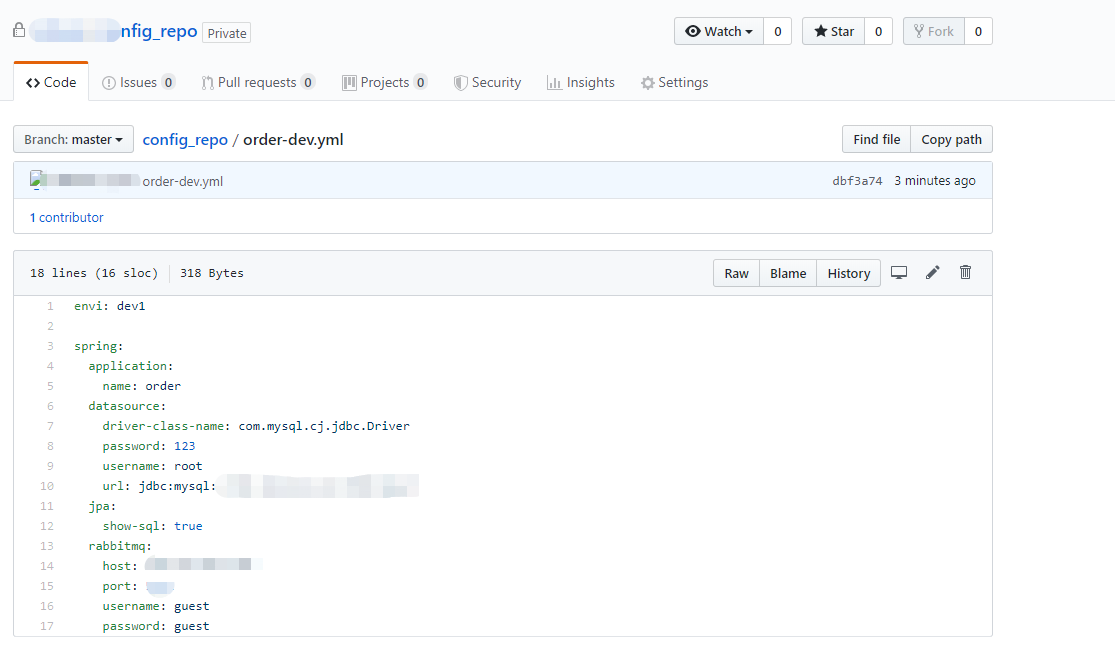 nfig_repo Private Watch 0 Star 0 Fork 0
Code Issues 0 Pull requests 0 Projects 0 Security Insights Settings
Branch: master config_repo / order-dev.yml Find file Copy path
order-dev.yml dbf3a74 3 minutes ago
1 contributor
18 lines (16 sloc) 318 Bytes Raw Blame History
1 envi: dev1
2
3 spring:
4 application:
5 name: order
6 datasource:
7 driver-class-name: com.mysql.cj.jdbc.Driver
8 password: 123
9 username: root
10 url: jdbc:mysql:
11 jpa:
12 show-sql: true
13 rabbitmq:
14 host:
15 port:
16 username: guest
17 password: guest